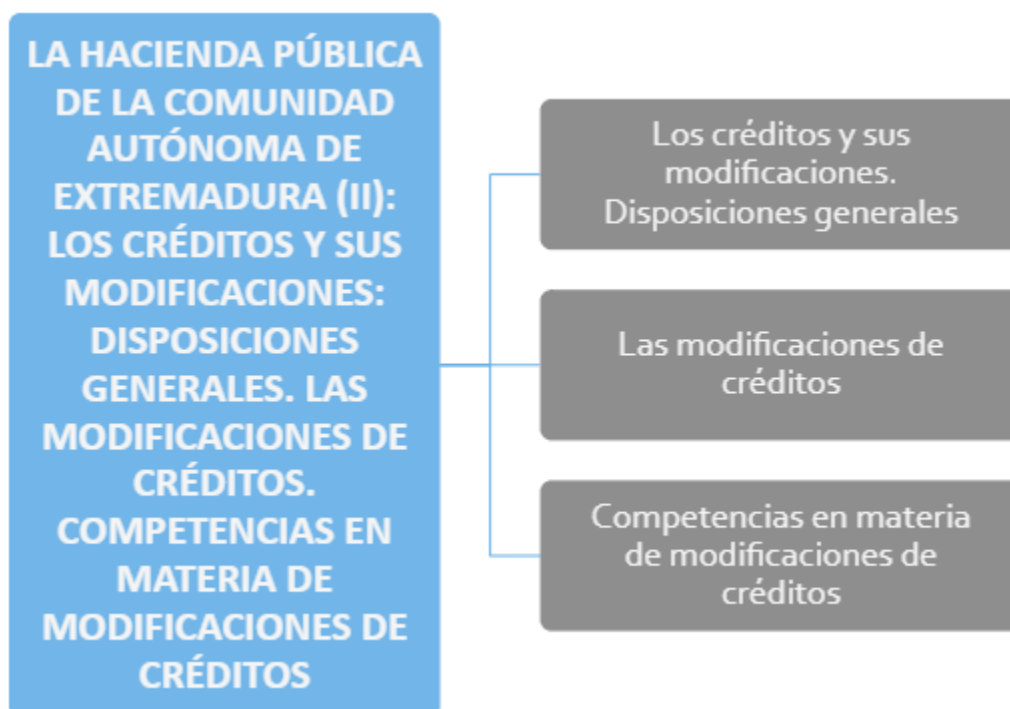 LA HACIENDA PÚBLICA
DE LA COMUNIDAD
AUTÓNOMA DE
EXTREMADURA (II):
LOS CRÉDITOS Y SUS
MODIFICACIONES:
DISPOSICIONES
GENERALES. LAS
MODIFICACIONES DE
CRÉDITOS.
COMPETENCIAS EN
MATERIA DE
MODIFICACIONES DE
CRÉDITOS
Los créditos y sus
modificaciones.
Disposiciones generales
Las modificaciones de
créditos
Competencias en materia
de modificaciones de
créditos